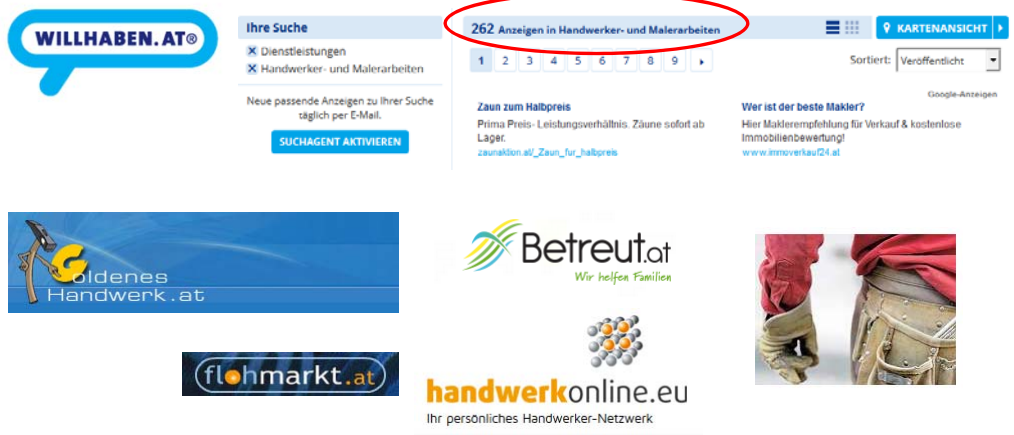 WILLHABEN.AT®
Ihre Suche
Dienstleistungen
Handwerker- und Malerarbeiten
Neue passende Anzeigen zu Ihrer Suche
täglich per E-Mail.
SUCHAGENT AKTIVIEREN
262 Anzeigen in Handwerker- und Malerarbeiten
KARTENANSICHT
1 2 3 4 5 6 7 8 9
Sortiert: Veröffentlicht
Google-Anzeigen
Zaun zum Halbpreis
Prima Preis- Leistungsverhältnis. Zäune sofort ab
Lager.
zaunaktion.at/_Zaun_fur_halbpreis
Wer ist der beste Makler?
Hier Maklerempfehlung für Verkauf & kostenlose
Immobilienbewertung!
www.immoverkauf24.at
Goldenes
Handwerk.at
Betreut.at
Wir helfen Familien
flohmarkt.at
handwerkonline.eu
Ihr persönliches Handwerker-Netzwerk